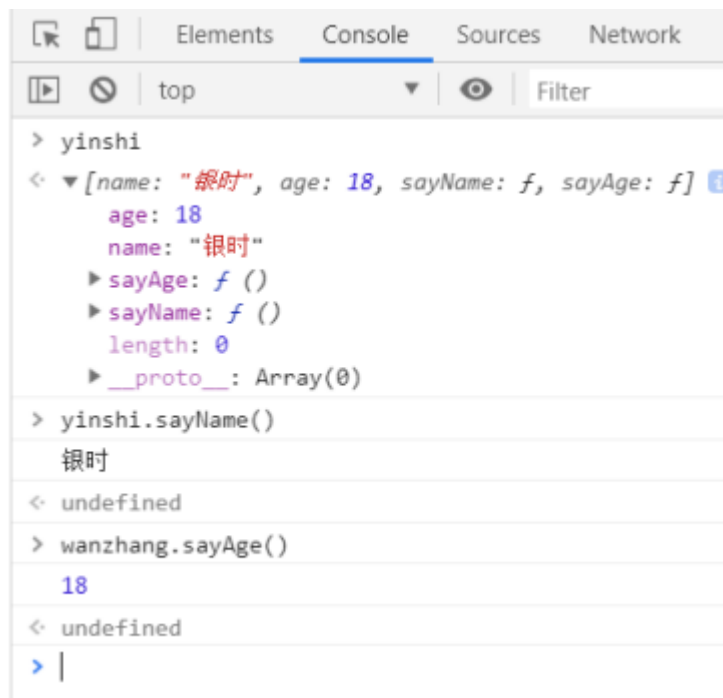 Elements Console Sources Network
top Filter
> yinshi
<· ▼[name: "银时", age: 18, sayName: ƒ, sayAge: ƒ] i
age: 18
name: "银时"
▶sayAge: ƒ ()
▶sayName: ƒ ()
length: 0
▶__proto__: Array(0)
> yinshi.sayName()
银时
<· undefined
> wanzhang.sayAge()
18
<· undefined
>